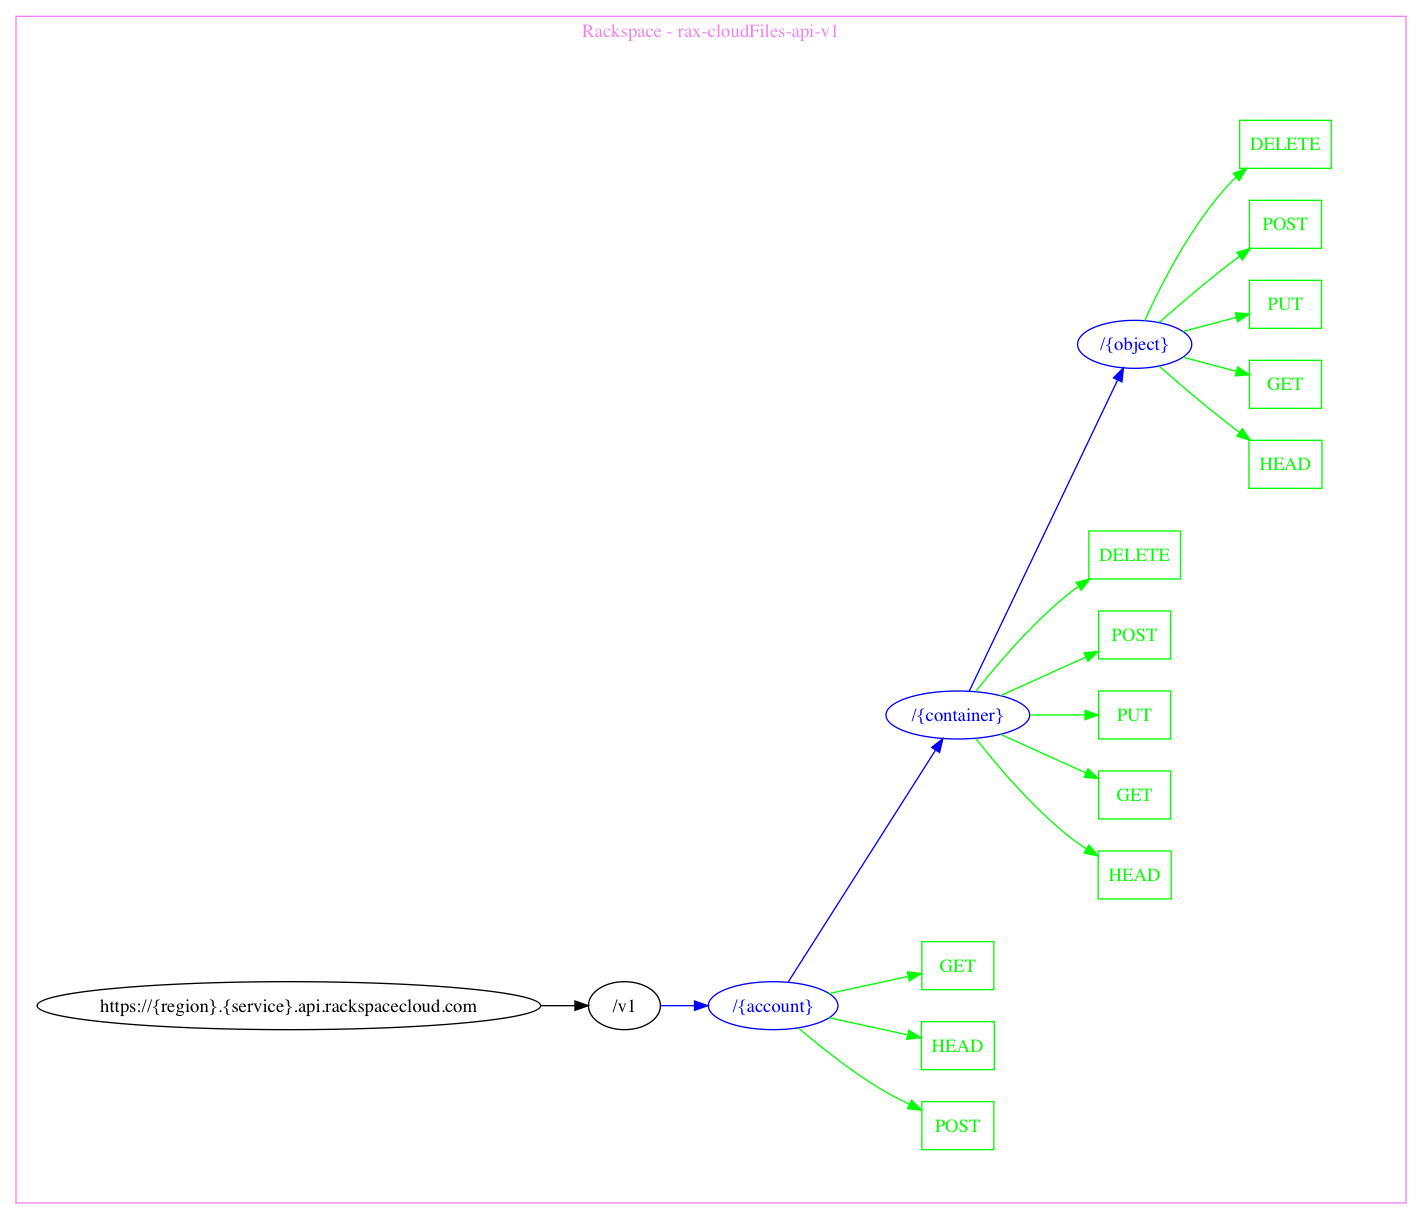 Rackspace - rax-cloudFiles-api-v1
DELETE
POST
PUT
/{object}
GET
HEAD
DELETE
POST
/{container}
PUT
GET
HEAD
GET
https://{region}.{service}.api.rackspacecloud.com
/v1
/{account}
HEAD
POST